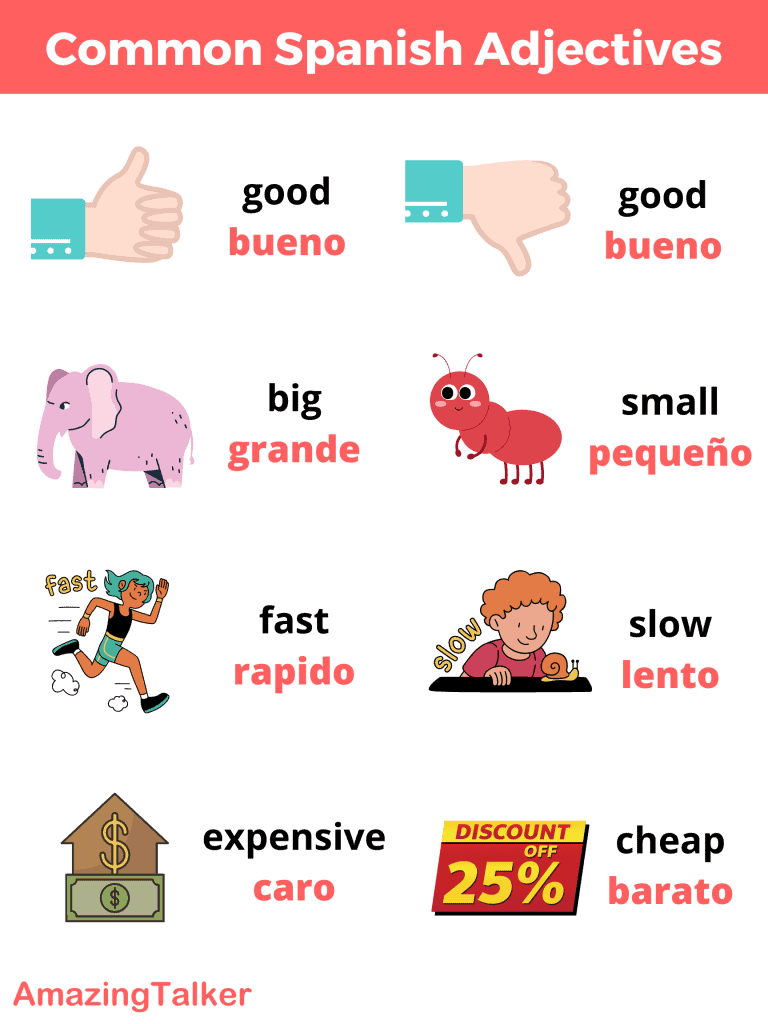 Common Spanish Adjectives
good
bueno
good
bueno
big
grande
small
pequeño
fast
fast
rapido
slow
slow
lento
expensive
caro
$
$
DISCOUNT
OFF
25%
cheap
barato
AmazingTalker